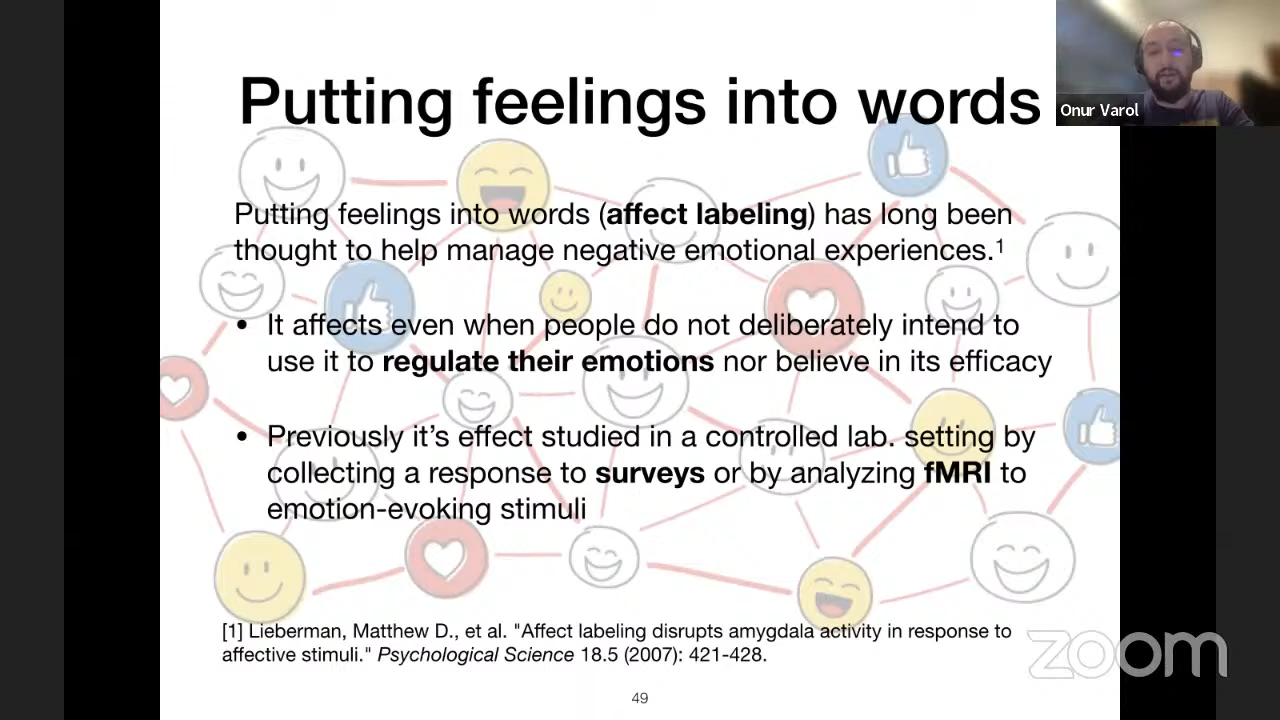 Putting feelings into words
Onur Varol
Putting feelings into words (affect labeling) has long been
thought to help manage negative emotional experiences.¹
• It affects even when people do not deliberately intend to
use it to regulate their emotions nor believe in its efficacy
• Previously it’s effect studied in a controlled lab. setting by
collecting a response to surveys or by analyzing fMRI to
emotion-evoking stimuli
[1] Lieberman, Matthew D., et al. "Affect labeling disrupts amygdala activity in response to
affective stimuli." Psychological Science 18.5 (2007): 421-428.
zoom
49